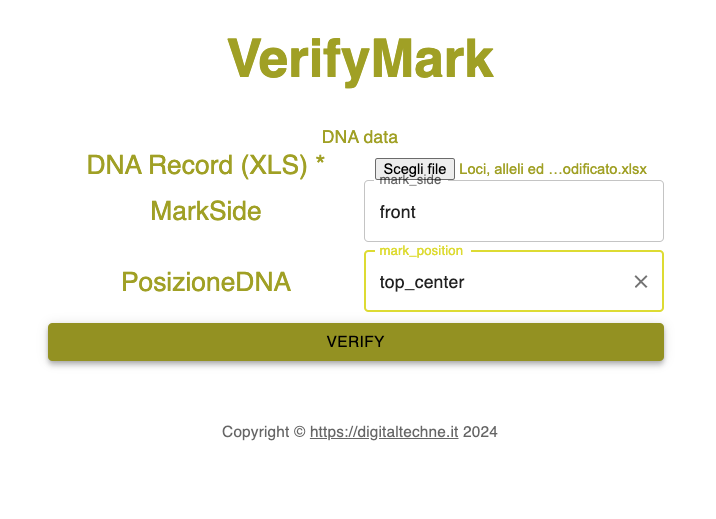 VerifyMark
DNA data
DNA Record (XLS) *
Scegli file Loci, alleli ed …odificato.xlsx
mark_side
MarkSide
front
mark_position
PosizioneDNA
top_center
VERIFY
Copyright © https://digitaltechne.it 2024